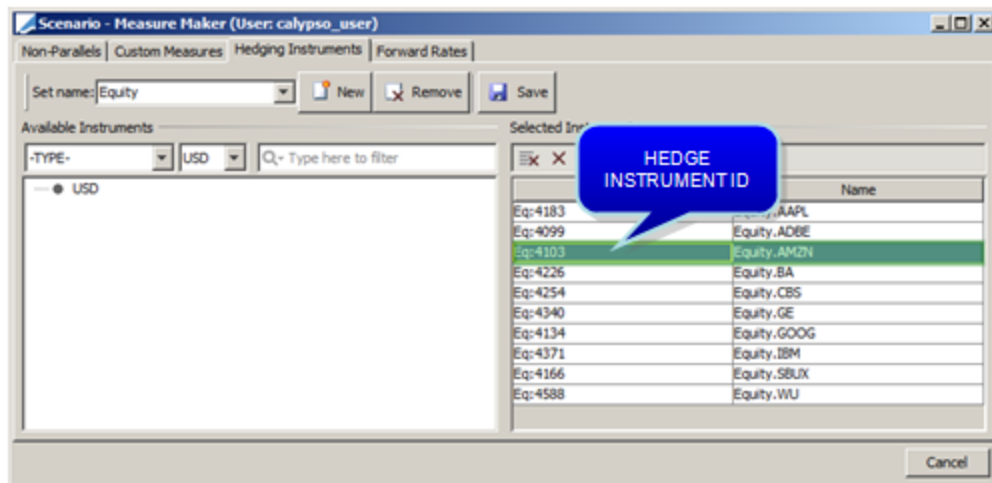 Scenario - Measure Maker (User: calypso_user)
Non-Parallels Custom Measures Hedging Instruments Forward Rates
Set name: Equity New Remove Save
Available Instruments
-TYPE- USD Type here to filter
USD
Selected
HEDGE
INSTRUMENT ID
Name
Eq:4183 AAPL
Eq:4099 Equity.ADBE
Eq:4103 Equity.AMZN
Eq:4226 Equity.BA
Eq:4254 Equity.CBS
Eq:4340 Equity.GE
Eq:4134 Equity.GOOG
Eq:4371 Equity.IBM
Eq:4166 Equity.SBUX
Eq:4588 Equity.WU
Cancel